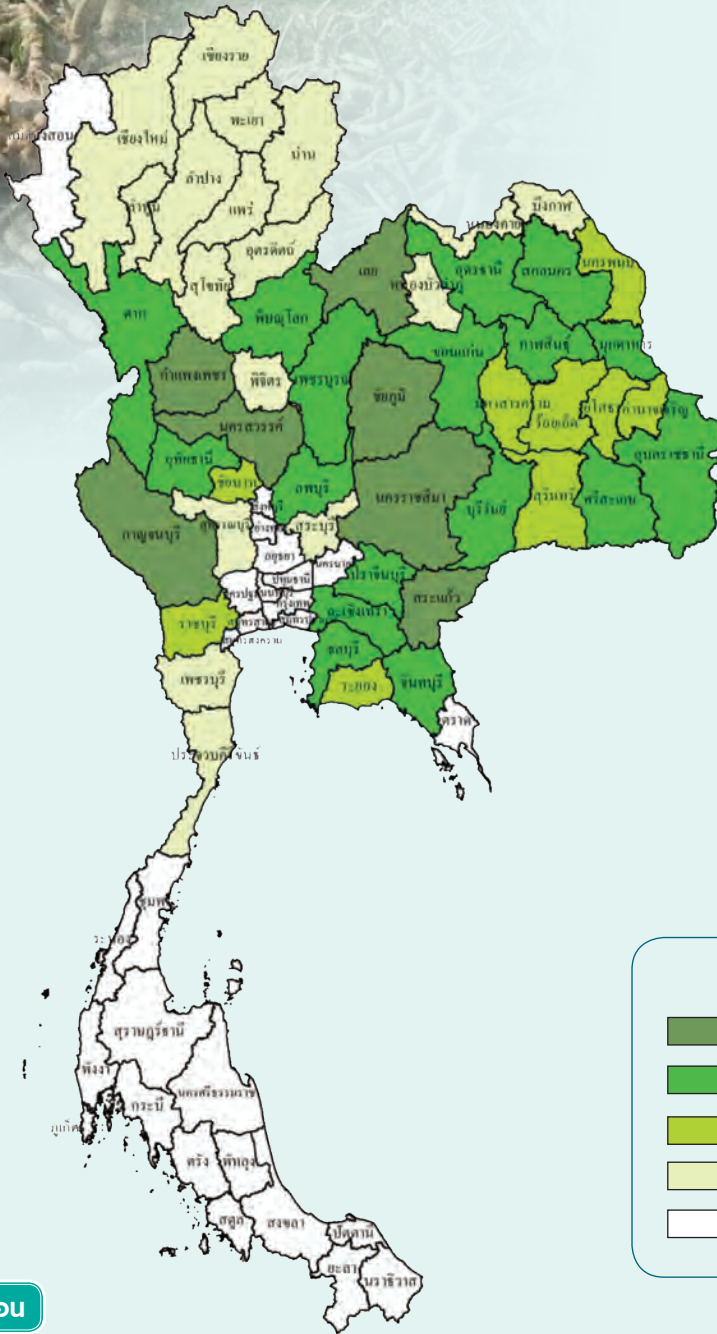 เชียงราย
พะเยา
เชียงใหม่
น่าน
ลำปาง
แพร่
ลำพูน
อุตรดิตถ์
สุโขทัย
บึงกาฬ
หนองคาย
นครพนม
เลย
อุดรธานี
สกลนคร
ตาก
พิษณุโลก
ขอนแก่น
กาฬสินธุ์
มุกดาหาร
กำแพงเพชร
พิจิตร
เพชรบูรณ์
ชัยภูมิ
มหาสารคาม
ร้อยเอ็ด
ยโสธร
อำนาจเจริญ
นครสวรรค์
อุบลราชธานี
อุทัยธานี
ชัยนาท
ลพบุรี
นครราชสีมา
บุรีรัมย์
สุรินทร์
ศรีสะเกษ
สุพรรณบุรี
สระบุรี
กาญจนบุรี
อยุธยา
ปทุมธานี
ปราจีนบุรี
สระแก้ว
ฉะเชิงเทรา
ราชบุรี
ชลบุรี
ระยอง
จันทบุรี
ตราด
เพชรบุรี
ประจวบคีรีขันธ์
ชุมพร
ระนอง
สุราษฎร์ธานี
พังงา
กระบี่
นครศรีธรรมราช
ภูเก็ต
ตรัง
พัทลุง
สตูล
สงขลา
ปัตตานี
ยะลา
นราธิวาส